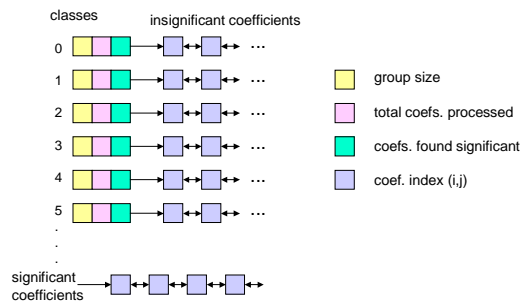 classes
insignificant coefficients
0 ...
1 ...
2 ...
3 ...
4 ...
5 ...
.
.
.
significant
coefficients
group size
total coefs. processed
coefs. found significant
coef. index (i,j)